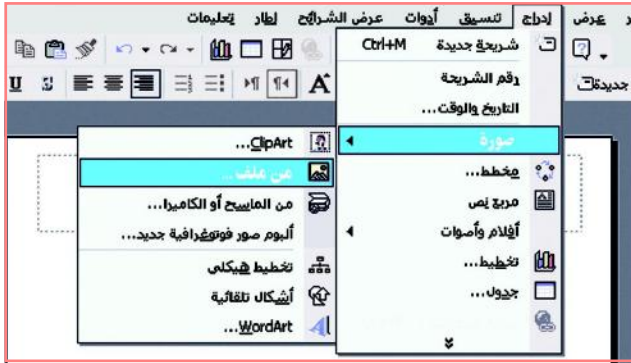 عرض إدراج تنسيق أدوات عرض الشرائح إطار تعليمات
شريحة جديدة Ctrl+M
رقم الشريحة
التاريخ والوقت...
صورة
مخطط...
مربع نص
أفلام وأصوات
تخطيط...
جدول...
ClipArt...
من ملف...
من الماسح أو الكاميرا...
ألبوم صور فوتوغرافية جديد...
تخطيط هيكلي
أشكال تلقائية
WordArt...
جديدة
U S A